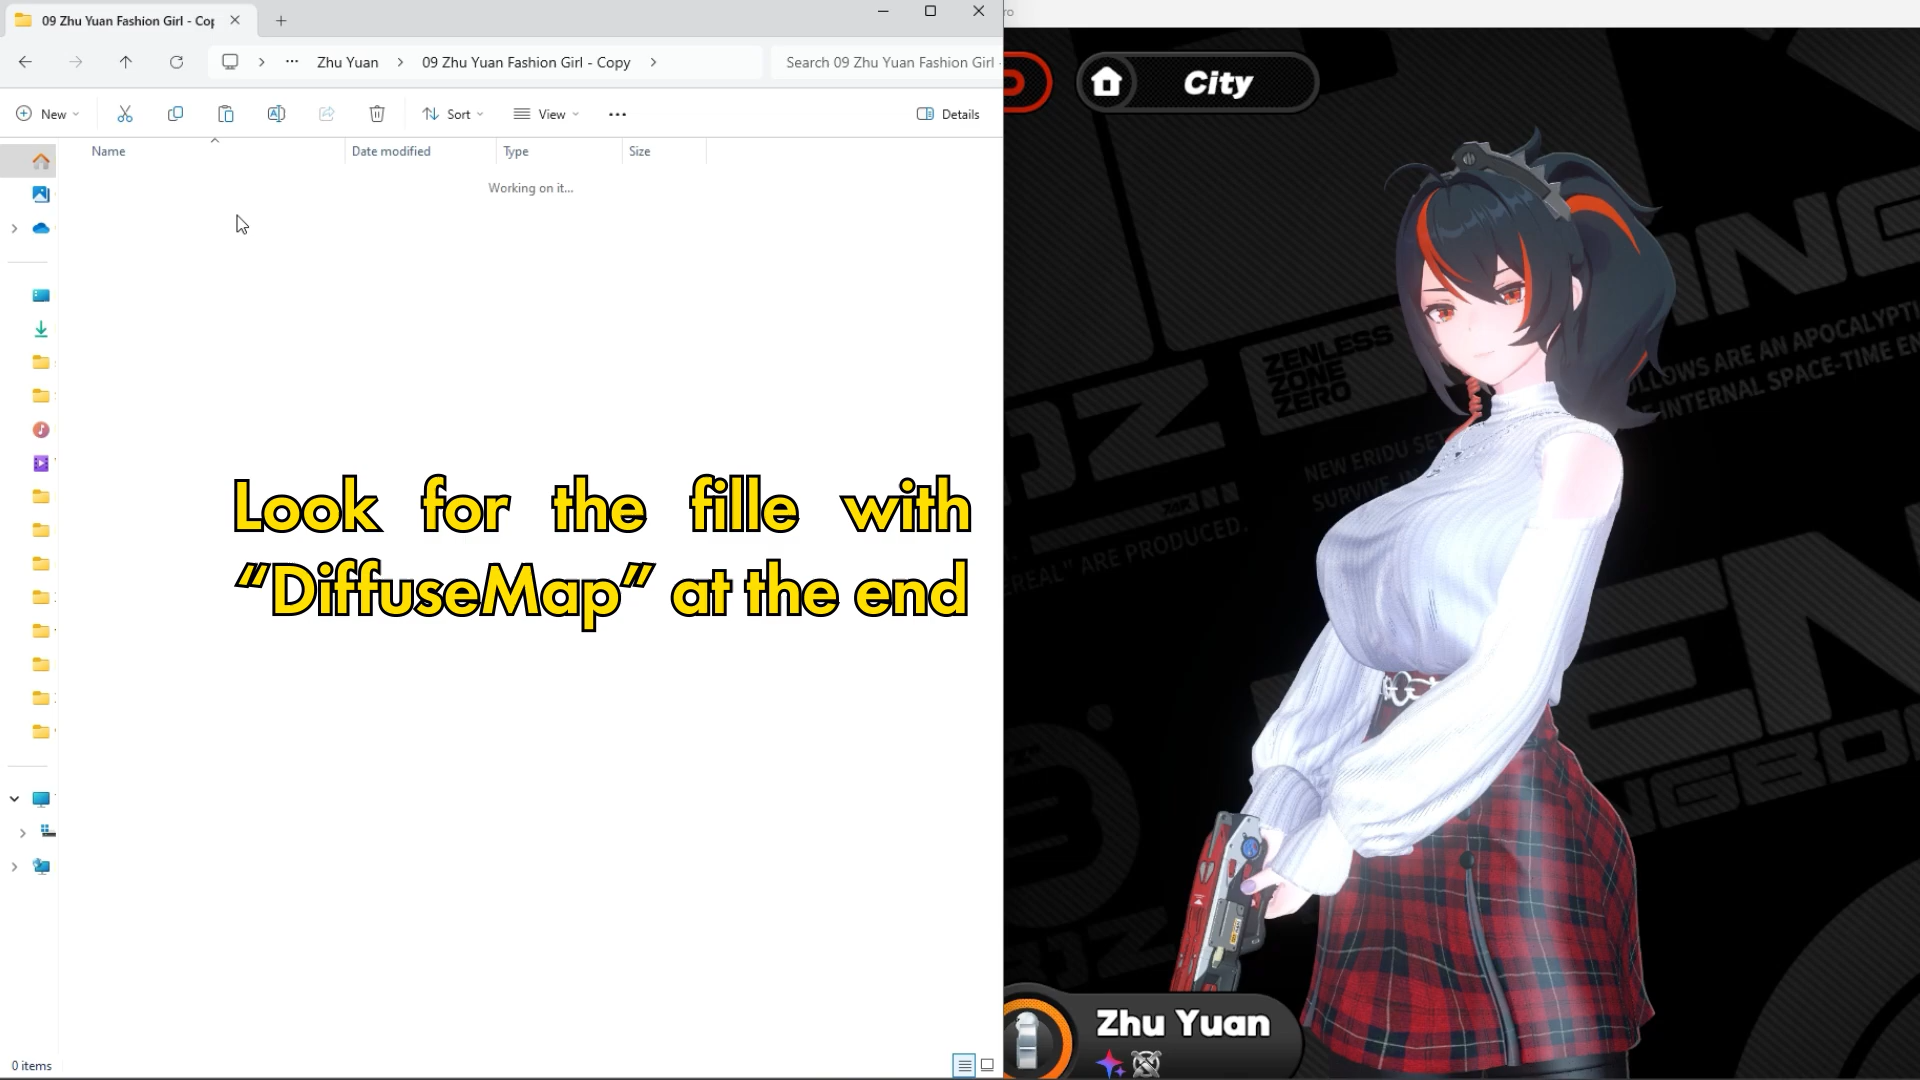 09 Zhu Yuan Fashion Girl - Cop
Zhu Yuan
09 Zhu Yuan Fashion Girl - Copy
Search 09 Zhu Yuan Fashion Girl -
New
Sort
View
Details
Name
Date modified
Type
Size
Working on it...
Look for the fille with
“DiffuseMap” at the end
0 items
City
ZENLESS
ZONE
ZERO
NEW ERIDU
SURVIVE
"EREAL" ARE PRODUCED.
FOLLOWS ARE AN APOCALYPTI
INTERNAL SPACE-TIME EN
Zhu Yuan